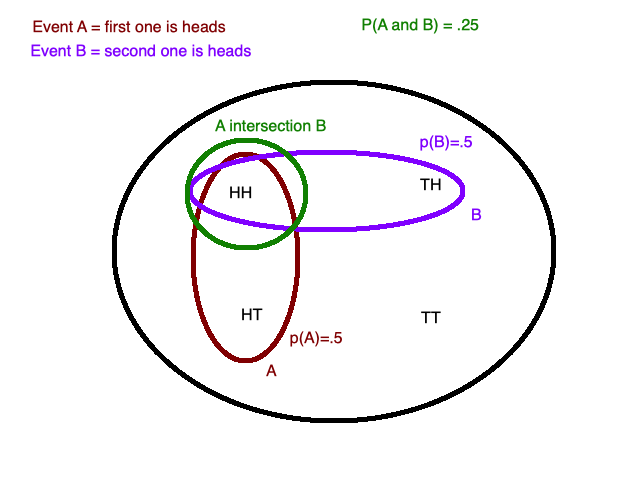 Event A = first one is heads
P(A and B) = .25
Event B = second one is heads
A intersection B
p(B)=.5
HH
TH
B
HT
TT
p(A)=.5
A